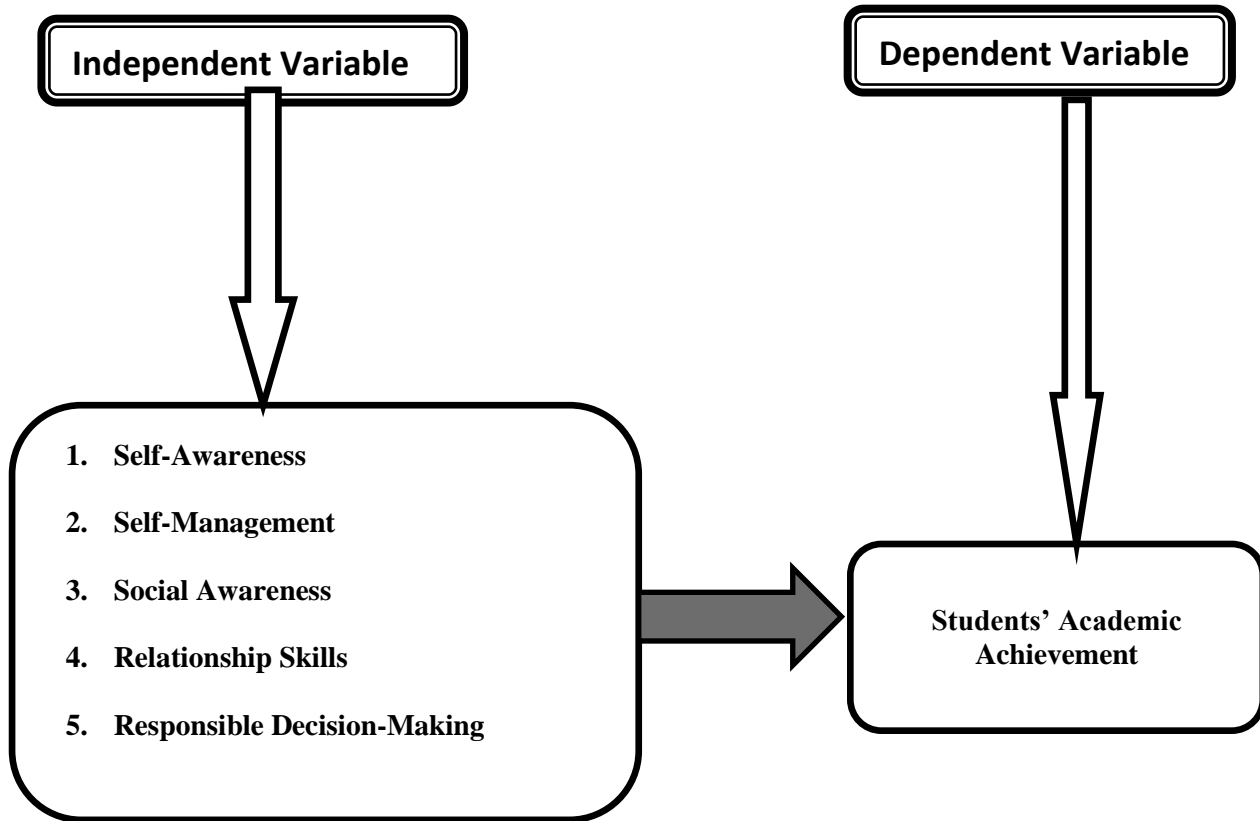 Independent Variable
Dependent Variable
1. Self-Awareness
2. Self-Management
3. Social Awareness
4. Relationship Skills
5. Responsible Decision-Making
Students’ Academic
Achievement